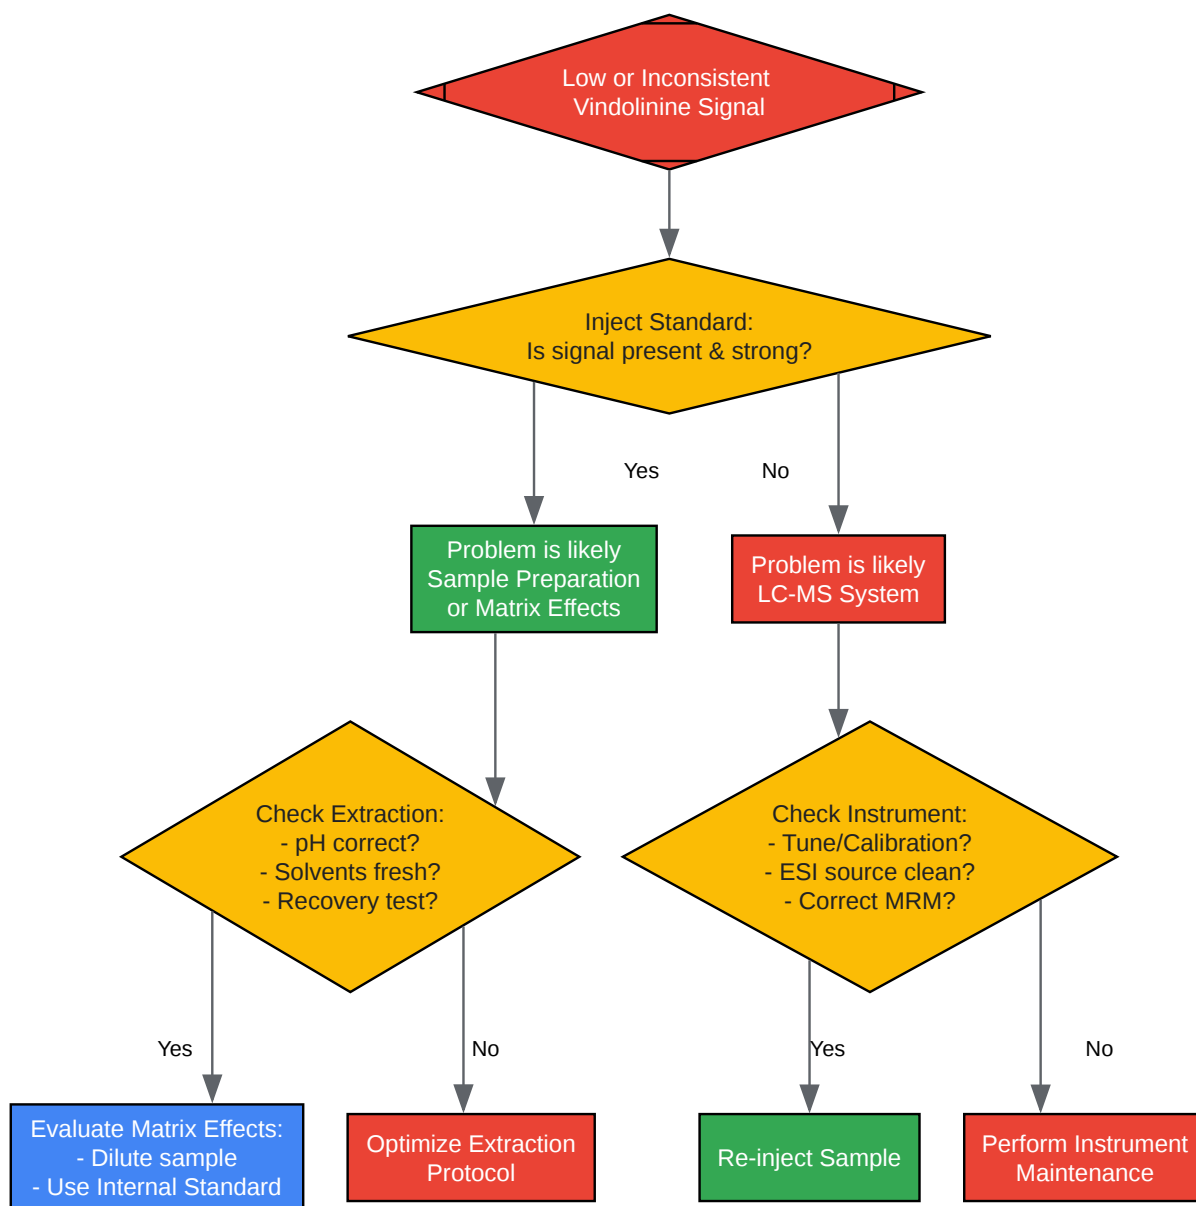 Low or Inconsistent
Vindolinine Signal
Inject Standard:
Is signal present & strong?
Yes
No
Problem is likely
Sample Preparation
or Matrix Effects
Problem is likely
LC-MS System
Check Extraction:
- pH correct?
- Solvents fresh?
- Recovery test?
Check Instrument:
- Tune/Calibration?
- ESI source clean?
- Correct MRM?
Yes
No
Yes
No
Evaluate Matrix Effects:
- Dilute sample
- Use Internal Standard
Optimize Extraction
Protocol
Re-inject Sample
Perform Instrument
Maintenance